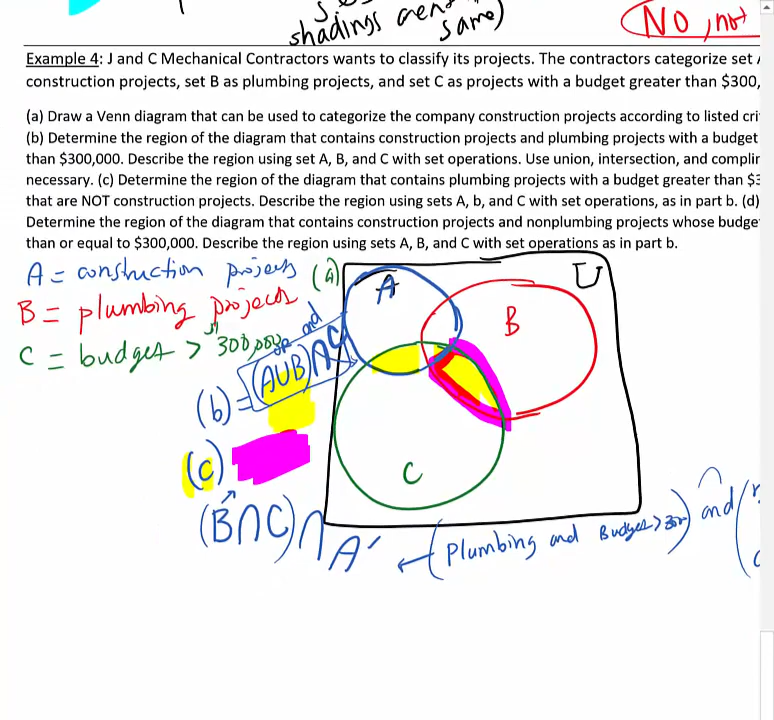 shadings aren't same)
No, not
Example 4: J and C Mechanical Contractors wants to classify its projects. The contractors categorize set
construction projects, set B as plumbing projects, and set C as projects with a budget greater than $300,
(a) Draw a Venn diagram that can be used to categorize the company construction projects according to listed cri
(b) Determine the region of the diagram that contains construction projects and plumbing projects with a budget
than $300,000. Describe the region using set A, B, and C with set operations. Use union, intersection, and complim
necessary. (c) Determine the region of the diagram that contains plumbing projects with a budget greater than $3
that are NOT construction projects. Describe the region using sets A, b, and C with set operations, as in part b. (d)
Determine the region of the diagram that contains construction projects and nonplumbing projects whose budge
than or equal to $300,000. Describe the region using sets A, B, and C with set operations as in part b.
A = construction projects (a)
B = plumbing projects
C = budgets > $300,000
U
A
B
C
or and
(b) = (A∪B)∩C
(c)
(B∩C)∩A′ ← (Plumbing and Budgets > 300k) and (